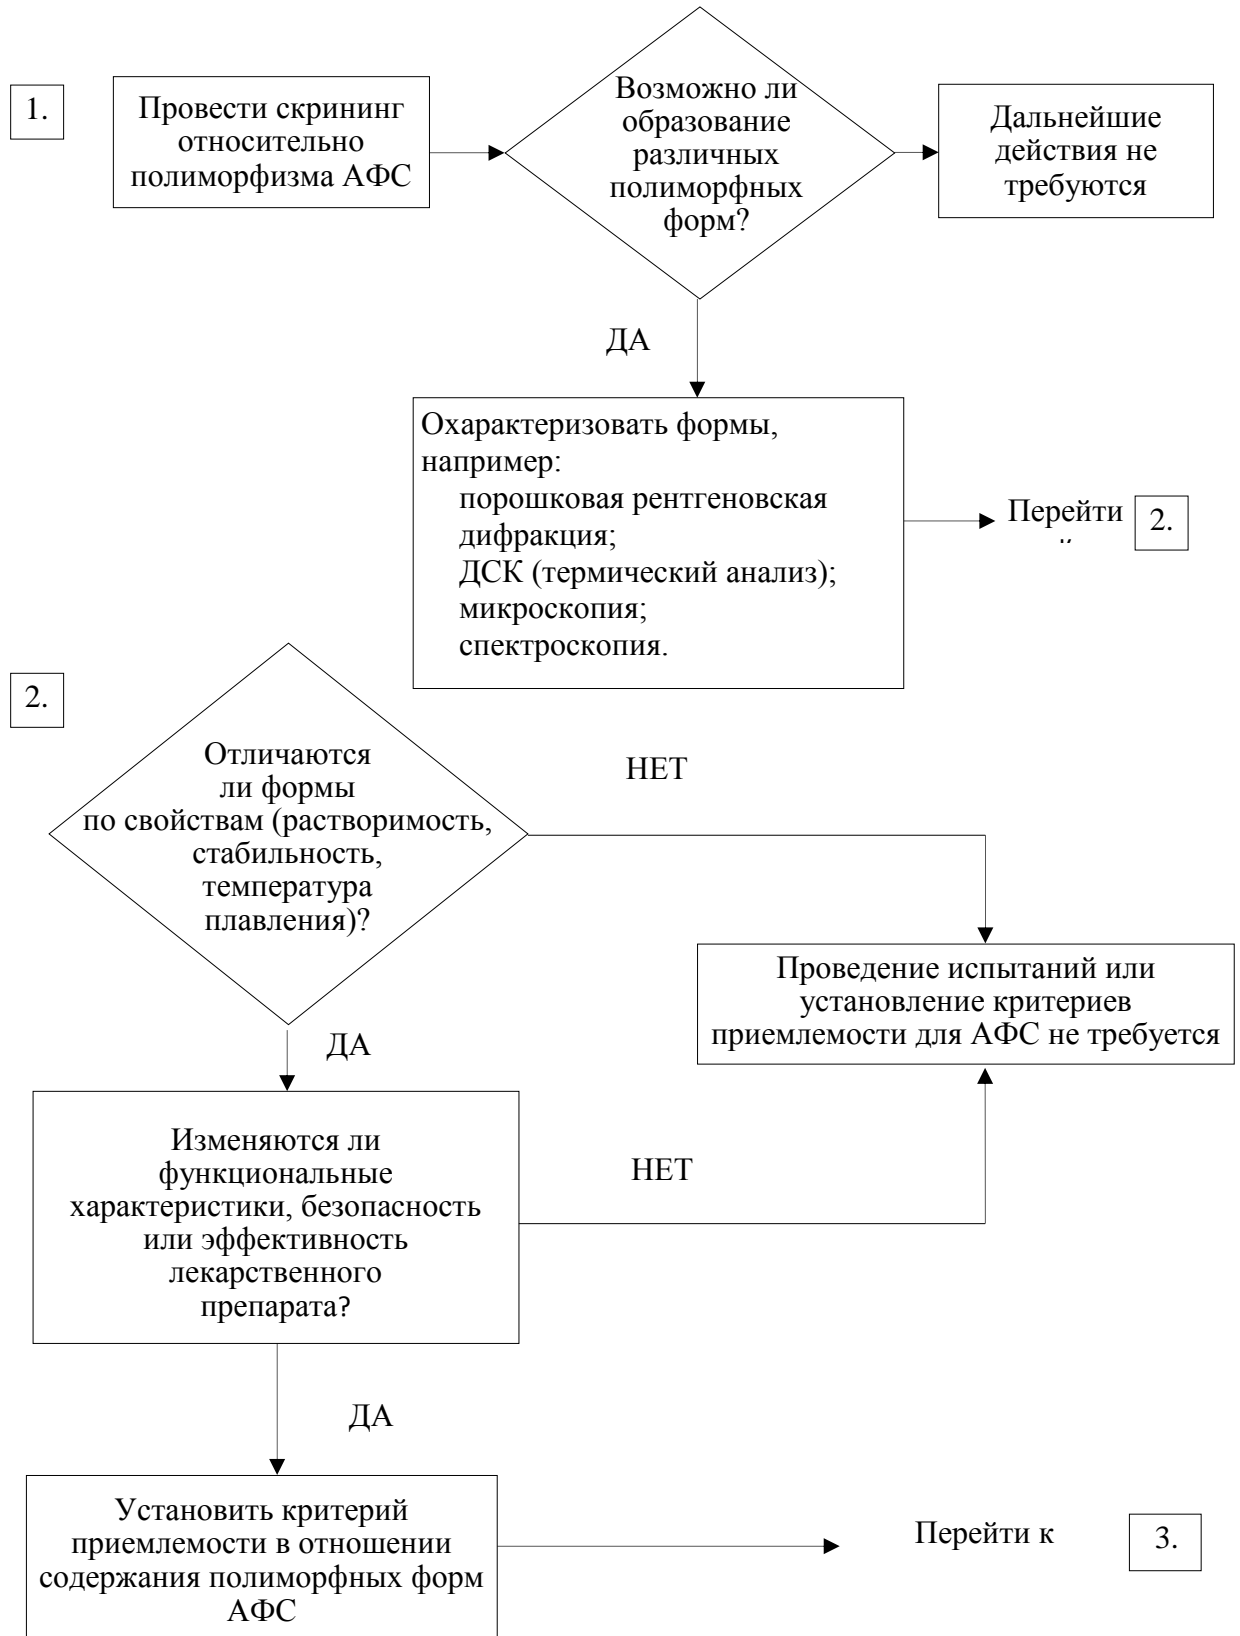 1.
Провести скрининг
относительно
полиморфизма АФС
Возможно ли
образование
различных
полиморфных
форм?
Дальнейшие
действия не
требуются
ДА
Охарактеризовать формы,
например:
порошковая рентгеновская
дифракция;
ДСК (термический анализ);
микроскопия;
спектроскопия.
Перейти
2.
2.
Отличаются
ли формы
по свойствам (растворимость,
стабильность,
температура
плавления)?
НЕТ
Проведение испытаний или
установление критериев
приемлемости для АФС не требуется
ДА
Изменяются ли
функциональные
характеристики, безопасность
или эффективность
лекарственного
препарата?
НЕТ
ДА
Установить критерий
приемлемости в отношении
содержания полиморфных форм
АФС
Перейти к
3.